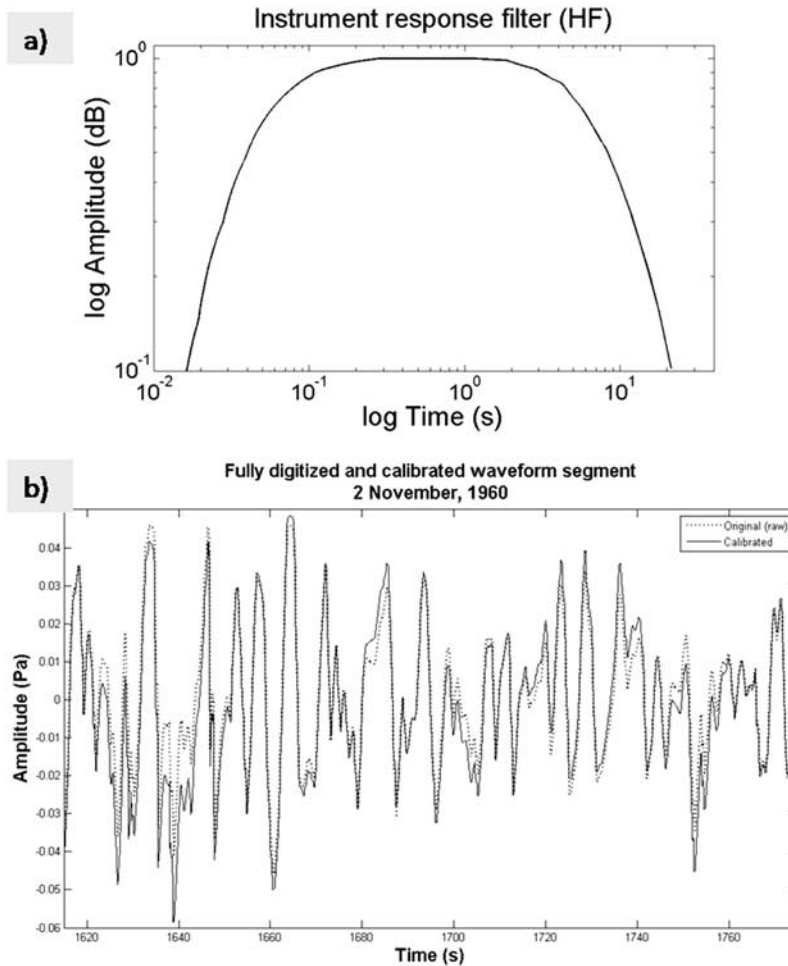 a)
Instrument response filter (HF)
log Amplitude (dB)
10^0
10^-1
10^-2
10^-1
10^0
10^1
log Time (s)
b)
Fully digitized and calibrated waveform segment
2 November, 1960
Original (raw)
Calibrated
Amplitude (Pa)
0.04
0.03
0.02
0.01
0
-0.01
-0.02
-0.03
-0.04
-0.05
-0.06
1620
1640
1660
1680
1700
1720
1740
1760
Time (s)